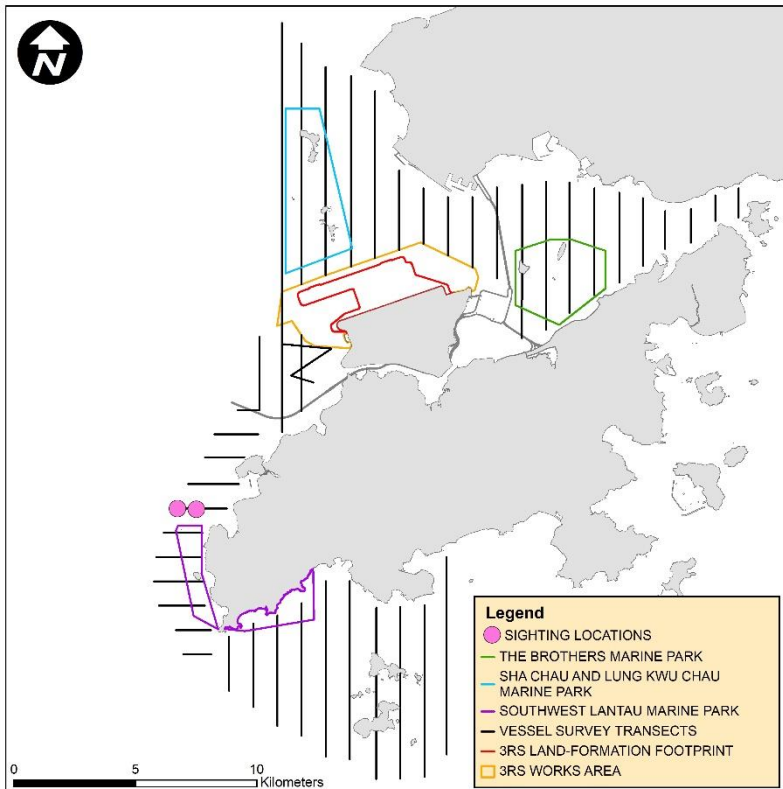 N
Legend
SIGHTING LOCATIONS
THE BROTHERS MARINE PARK
SHA CHAU AND LUNG KWU CHAU
MARINE PARK
SOUTHWEST LANTAU MARINE PARK
VESSEL SURVEY TRANSECTS
3RS LAND-FORMATION FOOTPRINT
3RS WORKS AREA
0 5 10
Kilometers